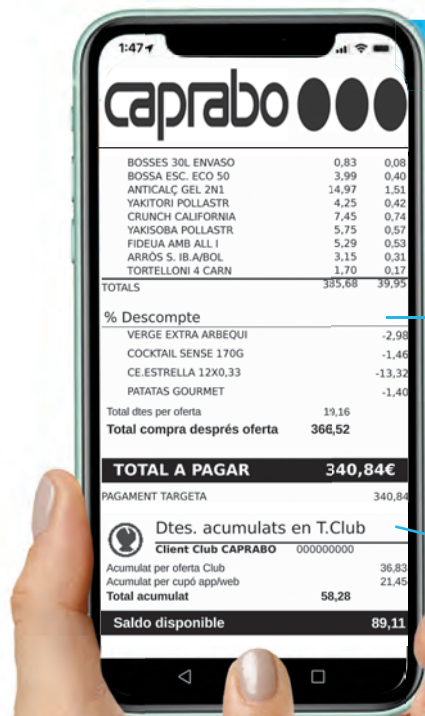 1:47
caprabo
BOSSES 30L ENVASO 0,83 0,08
BOSSA ESC. ECO 50 3,99 0,40
ANTICALÇ GEL 2N1 14,97 1,51
YAKITORI POLLASTR 4,25 0,42
CRUNCH CALIFORNIA 7,45 0,74
YAKISOBA POLLASTR 5,75 0,57
FIDEUA AMB ALL I 5,29 0,53
ARRÒS S. IB.A/BOL 3,15 0,31
TORTELLONI 4 CARN 1,70 0,17
TOTALS 385,68 39,95
% Descompte
VERGE EXTRA ARBEQUI -2,98
COCKTAIL SENSE 170G -1,46
CE.ESTRELLA 12X0,33 -13,32
PATATAS GOURMET -1,40
Total dtes per oferta 19,16
Total compra després oferta 366,52
TOTAL A PAGAR 340,84€
PAGAMENT TARGETA 340,84
Dtes. acumulats en T.Club
Client Club CAPRABO 000000000
Acumulat per oferta Club 36,83
Acumulat per cupó app/web 21,45
Total acumulat 58,28
Saldo disponible 89,11